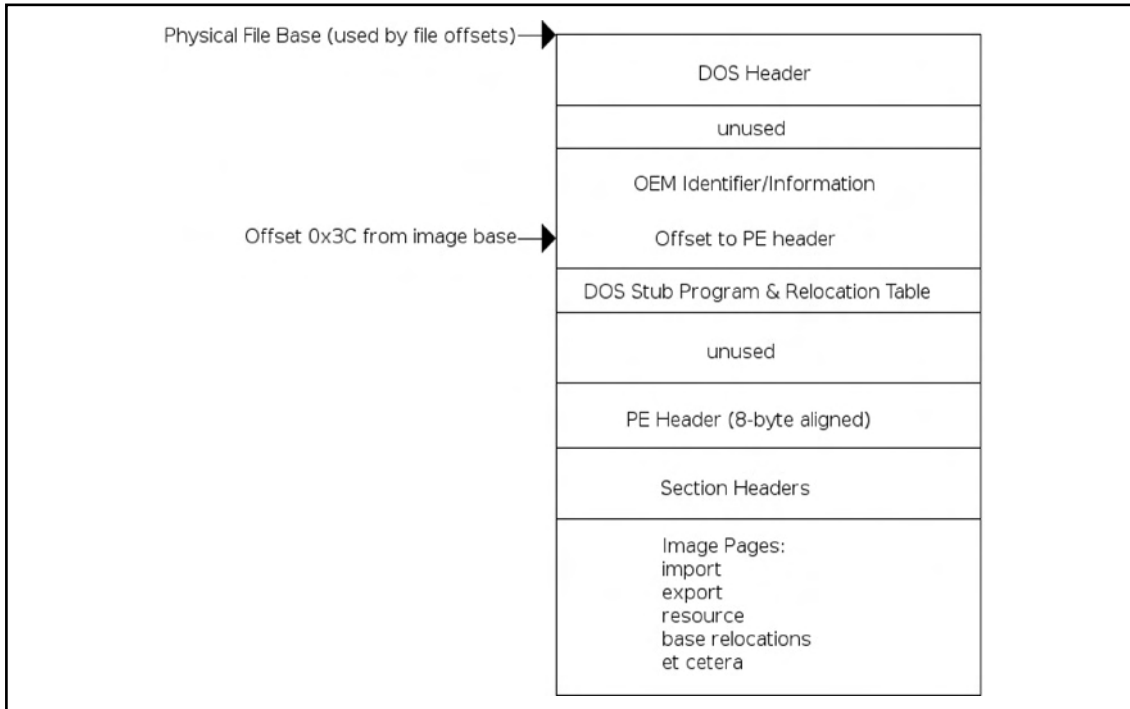 Physical File Base (used by file offsets)
DOS Header
unused
OEM Identifier/Information
Offset 0x3C from image base
Offset to PE header
DOS Stub Program & Relocation Table
unused
PE Header (8-byte aligned)
Section Headers
Image Pages:
import
export
resource
base relocations
et cetera